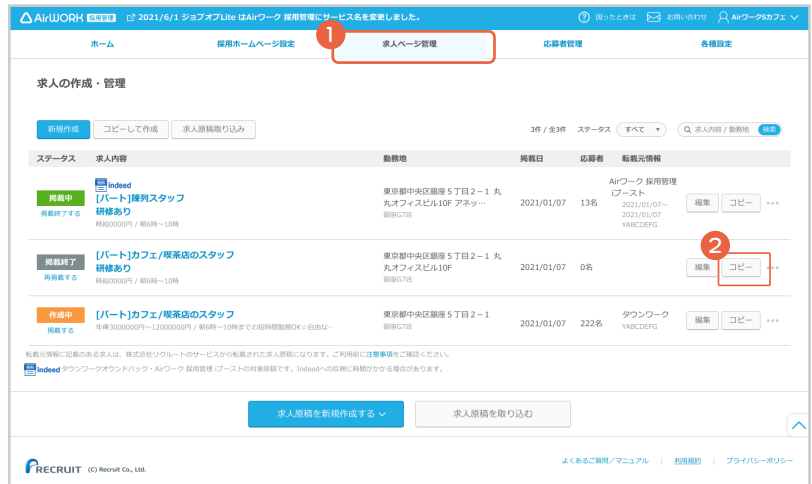 AirWORK 採用管理 2021/6/1 ジョブオプLite はAirワーク 採用管理にサービス名を変更しました。 困ったときは お問い合わせ AirワークSカフェ
ホーム 採用ホームページ設定 1 求人ページ管理 応募者管理 各種設定
求人の作成・管理
新規作成 コピーして作成 求人原稿取り込み 3件 / 全3件 ステータス すべて 求人内容 / 勤務地 検索
ステータス 求人内容 勤務地 掲載日 応募者 転載元情報
掲載中
掲載終了する
indeed
[パート]陳列スタッフ
研修あり
時給0000円 / 朝6時〜10時
東京都中央区銀座５丁目２−１ 丸
丸オフィスビル10F アネッ…
銀座G7店
2021/01/07 13名
Airワーク 採用管理
iブースト
2021/01/07〜
2021/01/07
YABCDEFG
編集 コピー
掲載終了
再掲載する
[パート]カフェ/喫茶店のスタッフ
研修あり
時給0000円 / 朝6時〜10時
東京都中央区銀座５丁目２−１ 丸
丸オフィスビル10F
銀座G7店
2021/01/07 0名
2
編集 コピー
作成中
掲載する
[パート]カフェ/喫茶店のスタッフ
年俸3000000円〜12000000円 / 朝6時〜10時までの短時間勤務OK☆自由な…
東京都中央区銀座５丁目２−１
銀座G7店
2021/01/07 222名
タウンワーク
YABCDEFG
編集 コピー
転載元情報に記載のある求人は、株式会社リクルートのサービスから転載された求人原稿になります。ご利用前に注意事項をご確認ください。
indeed タウンワークオウンドパック・Airワーク 採用管理 iブーストの対象原稿です。Indeedへの反映に時間がかかる場合があります。
求人原稿を新規作成する 求人原稿を取り込む
RECRUIT (C) Recruit Co., Ltd. よくあるご質問/マニュアル | 利用規約 | プライバシーポリシー